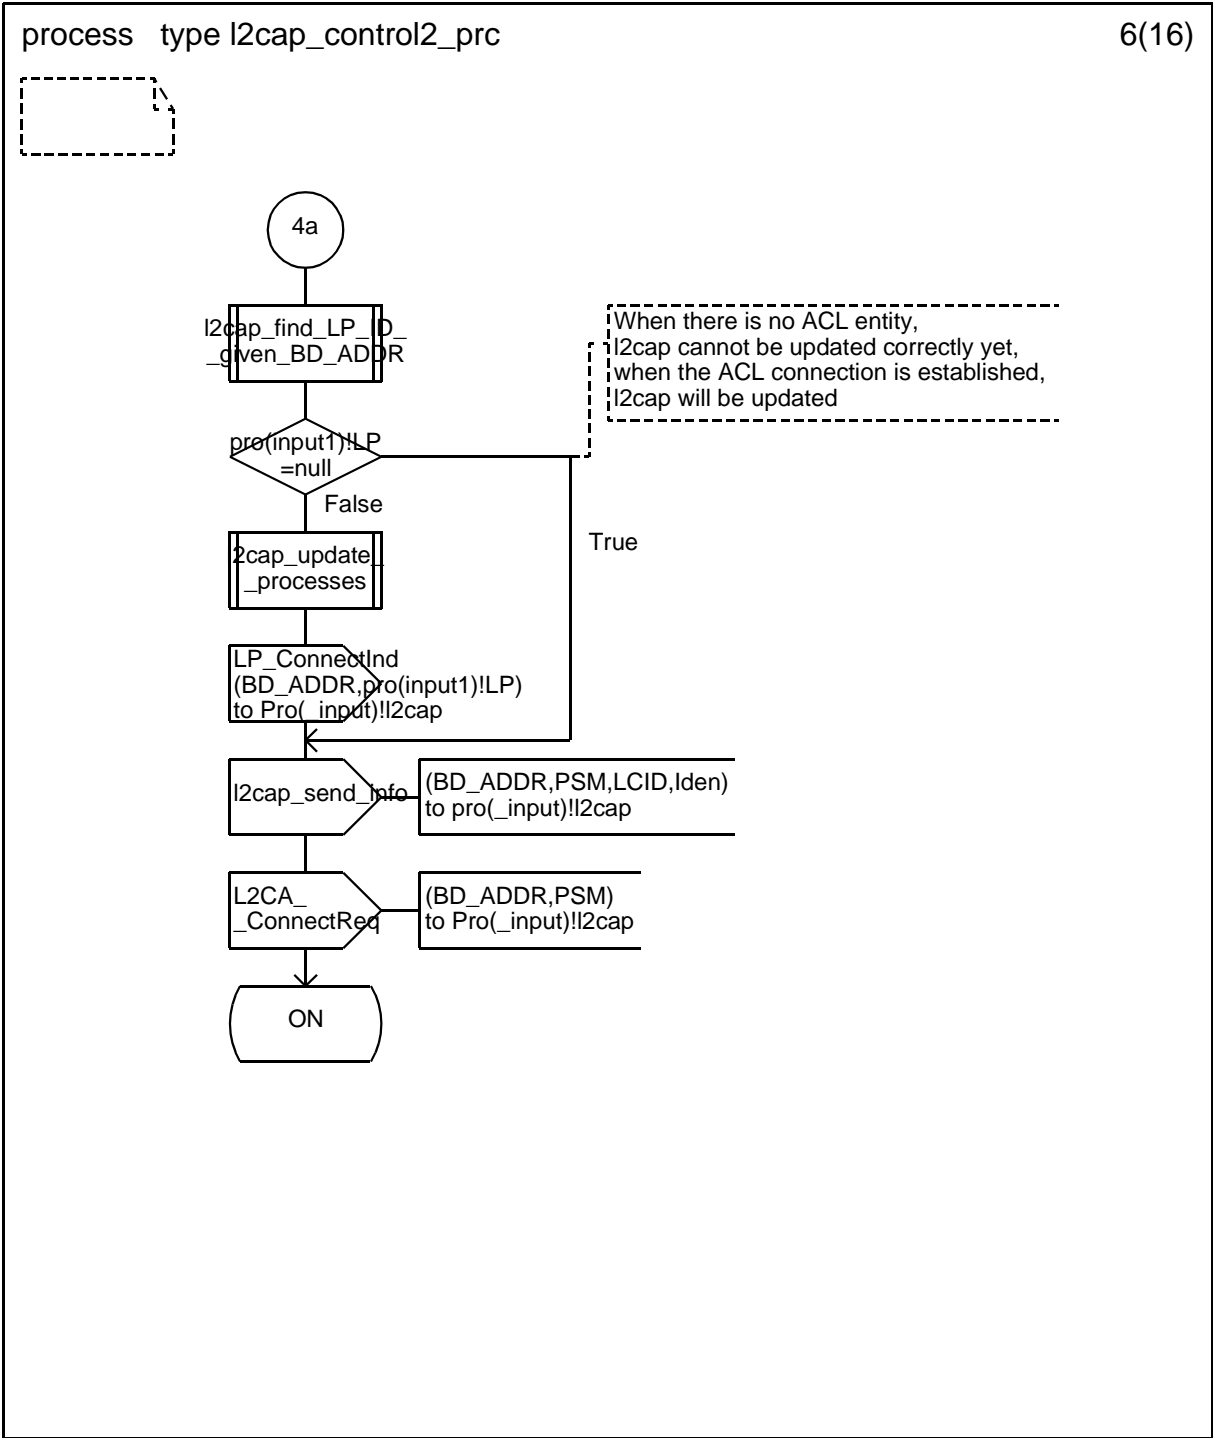 process type l2cap_control2_prc
6(16)
4a
l2cap_find_LP_ID_
_given_BD_ADDR
When there is no ACL entity,
l2cap cannot be updated correctly yet,
when the ACL connection is established,
l2cap will be updated
pro(input1)!LP
=null
False
True
2cap_update_
_processes
LP_ConnectInd
(BD_ADDR,pro(input1)!LP)
to Pro(_input)!l2cap
l2cap_send_info
(BD_ADDR,PSM,LCID,Iden)
to pro(_input)!l2cap
L2CA_
_ConnectReq
(BD_ADDR,PSM)
to Pro(_input)!l2cap
ON